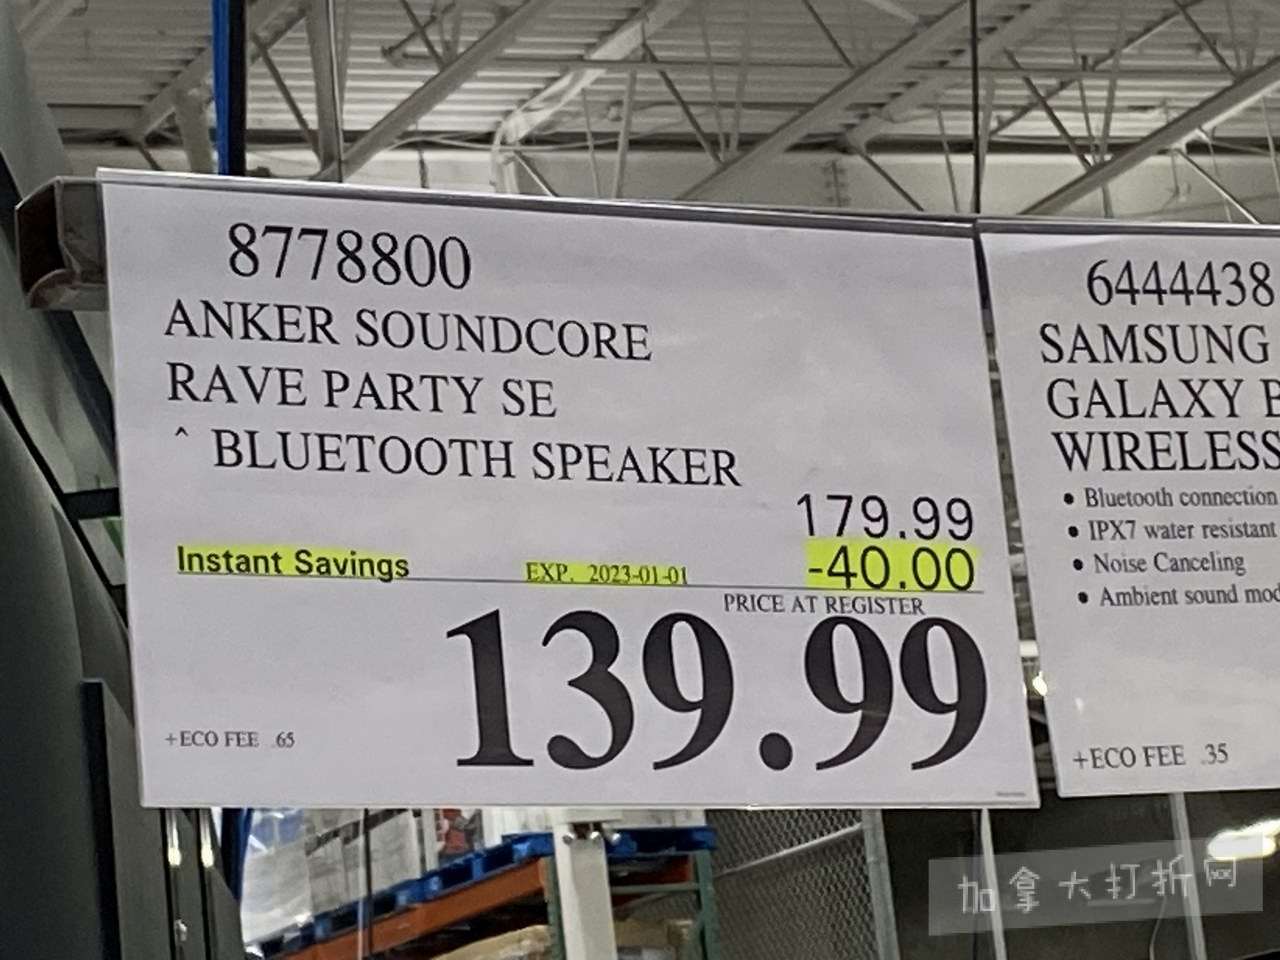 8778800
ANKER SOUNDCORE
RAVE PARTY SE
^ BLUETOOTH SPEAKER
179.99
Instant Savings EXP. 2023-01-01 -40.00
PRICE AT REGISTER
139.99
+ECO FEE .65
6444438
SAMSUNG
GALAXY B
WIRELESS
• Bluetooth connection
• IPX7 water resistant
• Noise Canceling
• Ambient sound mod
+ECO FEE .35
加拿大打折网